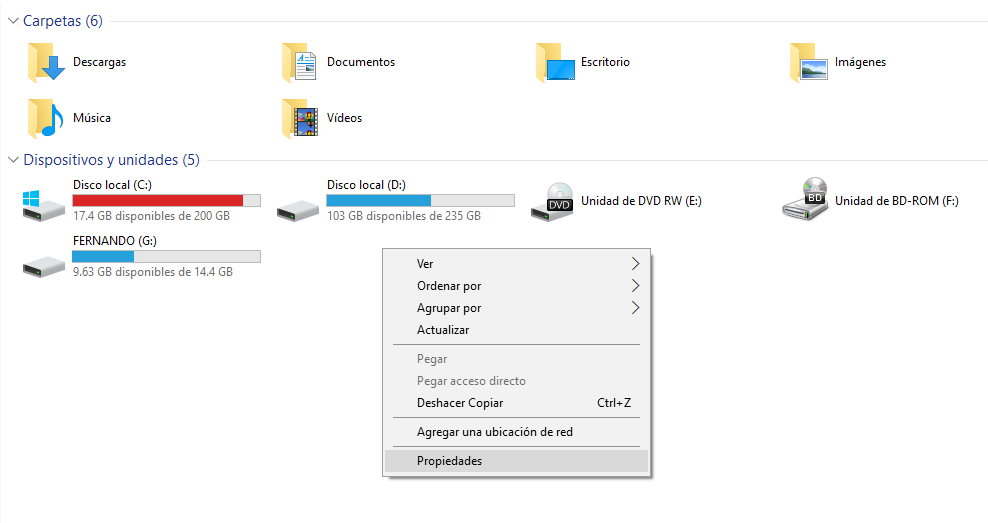 Carpetas (6)
Descargas
Documentos
Escritorio
Imágenes
Música
Vídeos
Dispositivos y unidades (5)
Disco local (C:)
17.4 GB disponibles de 200 GB
Disco local (D:)
103 GB disponibles de 235 GB
DVD
Unidad de DVD RW (E:)
BD
Unidad de BD-ROM (F:)
FERNANDO (G:)
9.63 GB disponibles de 14.4 GB
Ver
Ordenar por
Agrupar por
Actualizar
Pegar
Pegar acceso directo
Deshacer Copiar Ctrl+Z
Agregar una ubicación de red
Propiedades